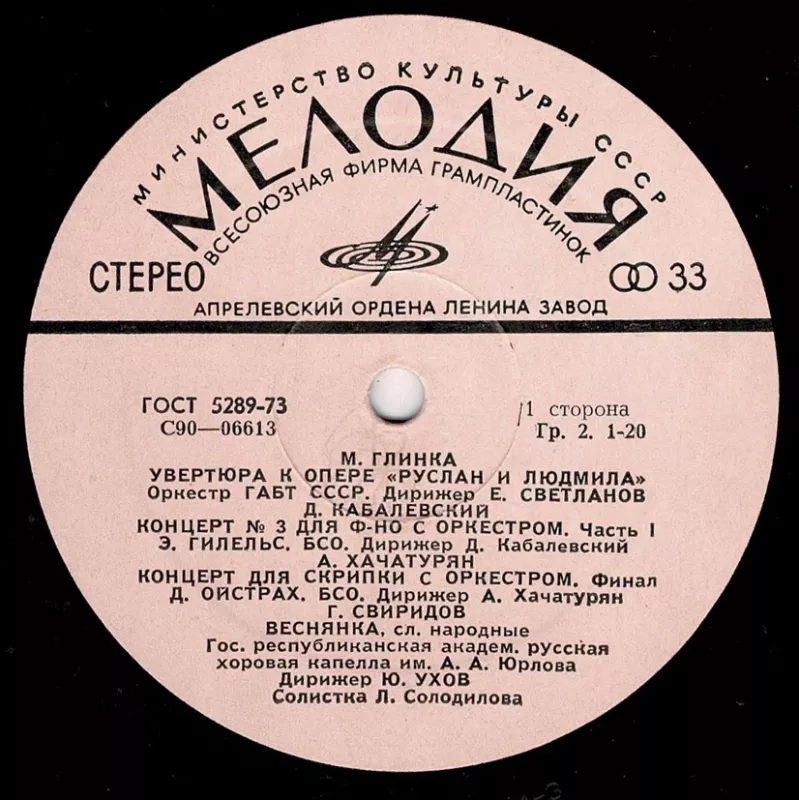 МИНИСТЕРСТВО КУЛЬТУРЫ СССР
МЕЛОДИЯ
ВСЕСОЮЗНАЯ ФИРМА ГРАМПЛАСТИНОК
СТЕРЕО 33
АПРЕЛЕВСКИЙ ОРДЕНА ЛЕНИНА ЗАВОД
ГОСТ 5289-73
С90—06613
1 сторона
Гр. 2. 1-20
М. ГЛИНКА
УВЕРТЮРА К ОПЕРЕ «РУСЛАН И ЛЮДМИЛА»
Оркестр ГАБТ СССР. Дирижер Е. СВЕТЛАНОВ
Д. КАБАЛЕВСКИЙ
КОНЦЕРТ № 3 ДЛЯ Ф-НО С ОРКЕСТРОМ. Часть I
Э. ГИЛЕЛЬС. БСО. Дирижер Д. Кабалевский
А. ХАЧАТУРЯН
КОНЦЕРТ ДЛЯ СКРИПКИ С ОРКЕСТРОМ. Финал
Д. ОЙСТРАХ. БСО. Дирижер А. Хачатурян
Г. СВИРИДОВ
ВЕСНЯНКА, сл. народные
Гос. республиканская академ. русская
хоровая капелла им. А. А. Юрлова
Дирижер Ю. УХОВ
Солистка Л. Солодилова